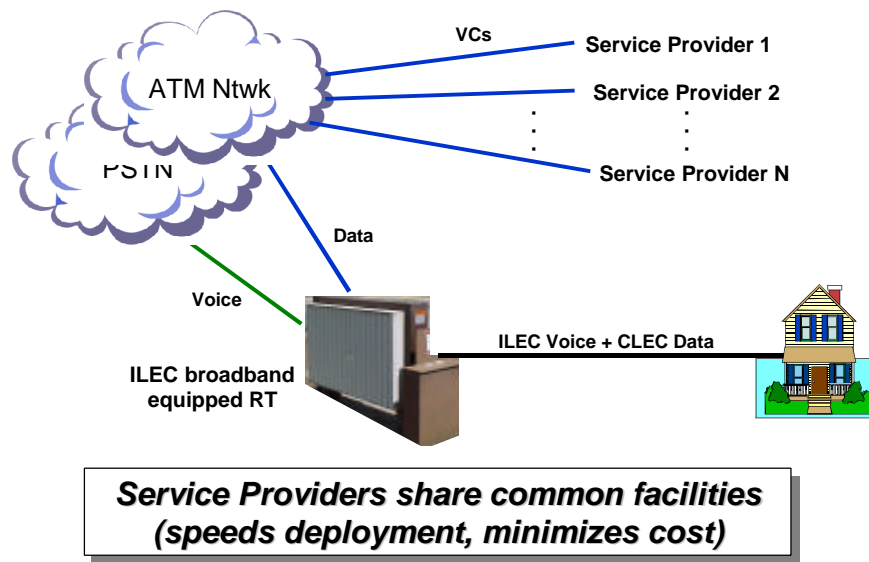 VCs
Service Provider 1
ATM Ntwk
Service Provider 2
PSTN
Service Provider N
Data
Voice
ILEC Voice + CLEC Data
ILEC broadband
equipped RT
Service Providers share common facilities
(speeds deployment, minimizes cost)